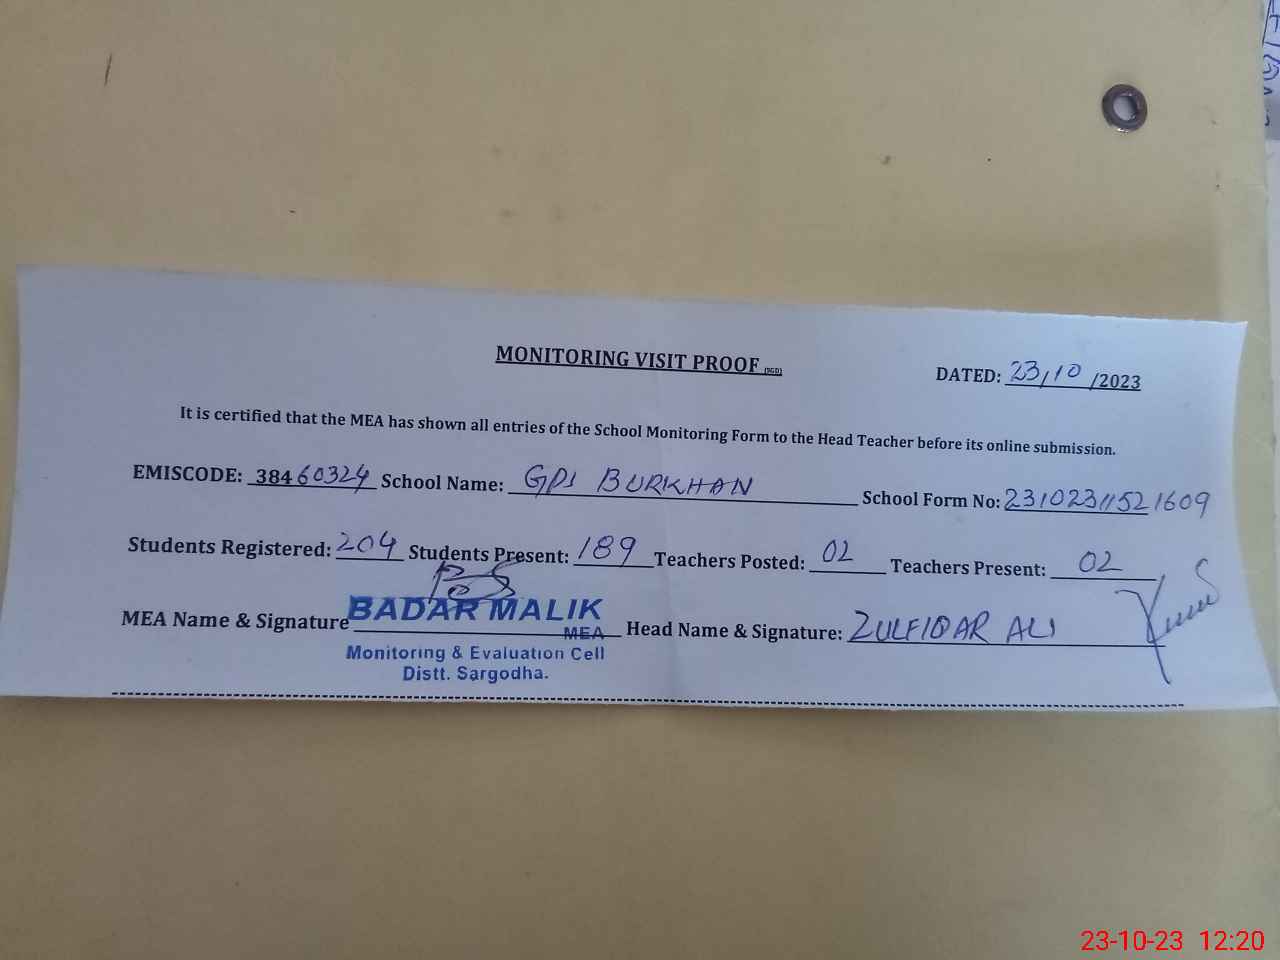 MONITORING VISIT PROOF (SGD)
DATED: 23/10/2023
It is certified that the MEA has shown all entries of the School Monitoring Form to the Head Teacher before its online submission.
EMISCODE: 38460324 School Name: GPS BURKHAN School Form No: 23102311521609
Students Registered: 204 Students Present: 189 Teachers Posted: 02 Teachers Present: 02
MEA Name & Signature BADAR MALIK Head Name & Signature: ZULFIQAR ALI
MEA
Monitoring & Evaluation Cell
Distt. Sargodha.
23-10-23 12:20